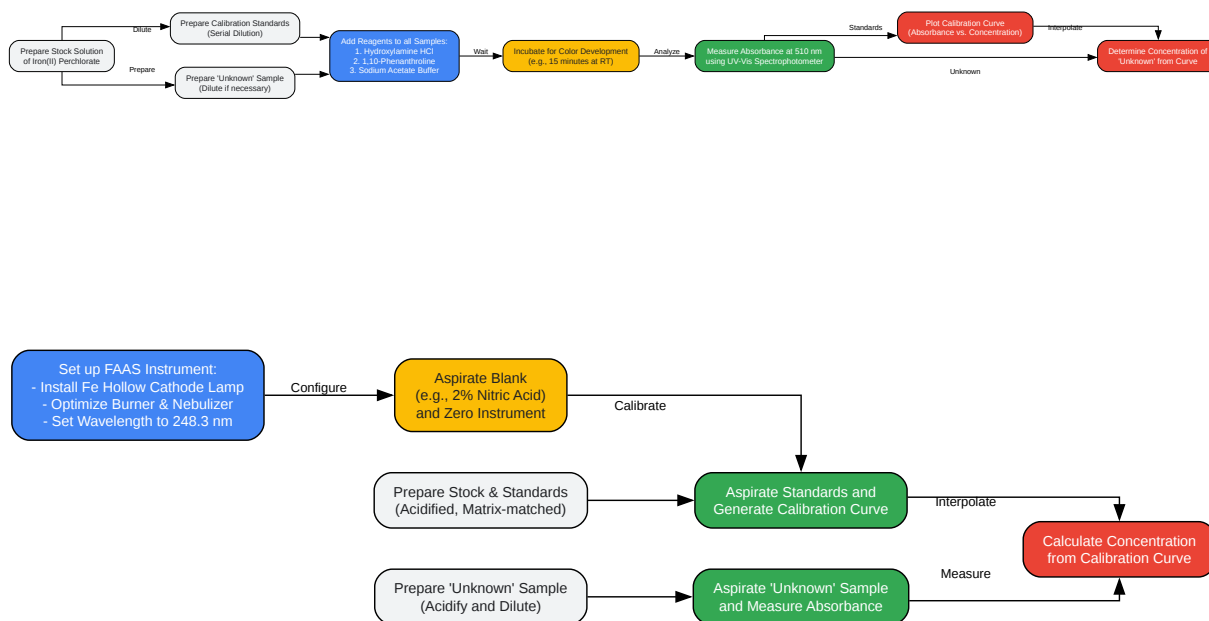 Prepare Stock Solution
of Iron(II) Perchlorate
Dilute
Prepare
Prepare Calibration Standards
(Serial Dilution)
Prepare 'Unknown' Sample
(Dilute if necessary)
Add Reagents to all Samples:
1. Hydroxylamine HCl
2. 1,10-Phenanthroline
3. Sodium Acetate Buffer
Wait
Incubate for Color Development
(e.g., 15 minutes at RT)
Analyze
Measure Absorbance at 510 nm
using UV-Vis Spectrophotometer
Standards
Unknown
Plot Calibration Curve
(Absorbance vs. Concentration)
Interpolate
Determine Concentration of
'Unknown' from Curve
Set up FAAS Instrument:
- Install Fe Hollow Cathode Lamp
- Optimize Burner & Nebulizer
- Set Wavelength to 248.3 nm
Configure
Aspirate Blank
(e.g., 2% Nitric Acid)
and Zero Instrument
Calibrate
Prepare Stock & Standards
(Acidified, Matrix-matched)
Aspirate Standards and
Generate Calibration Curve
Interpolate
Prepare 'Unknown' Sample
(Acidify and Dilute)
Aspirate 'Unknown' Sample
and Measure Absorbance
Measure
Calculate Concentration
from Calibration Curve